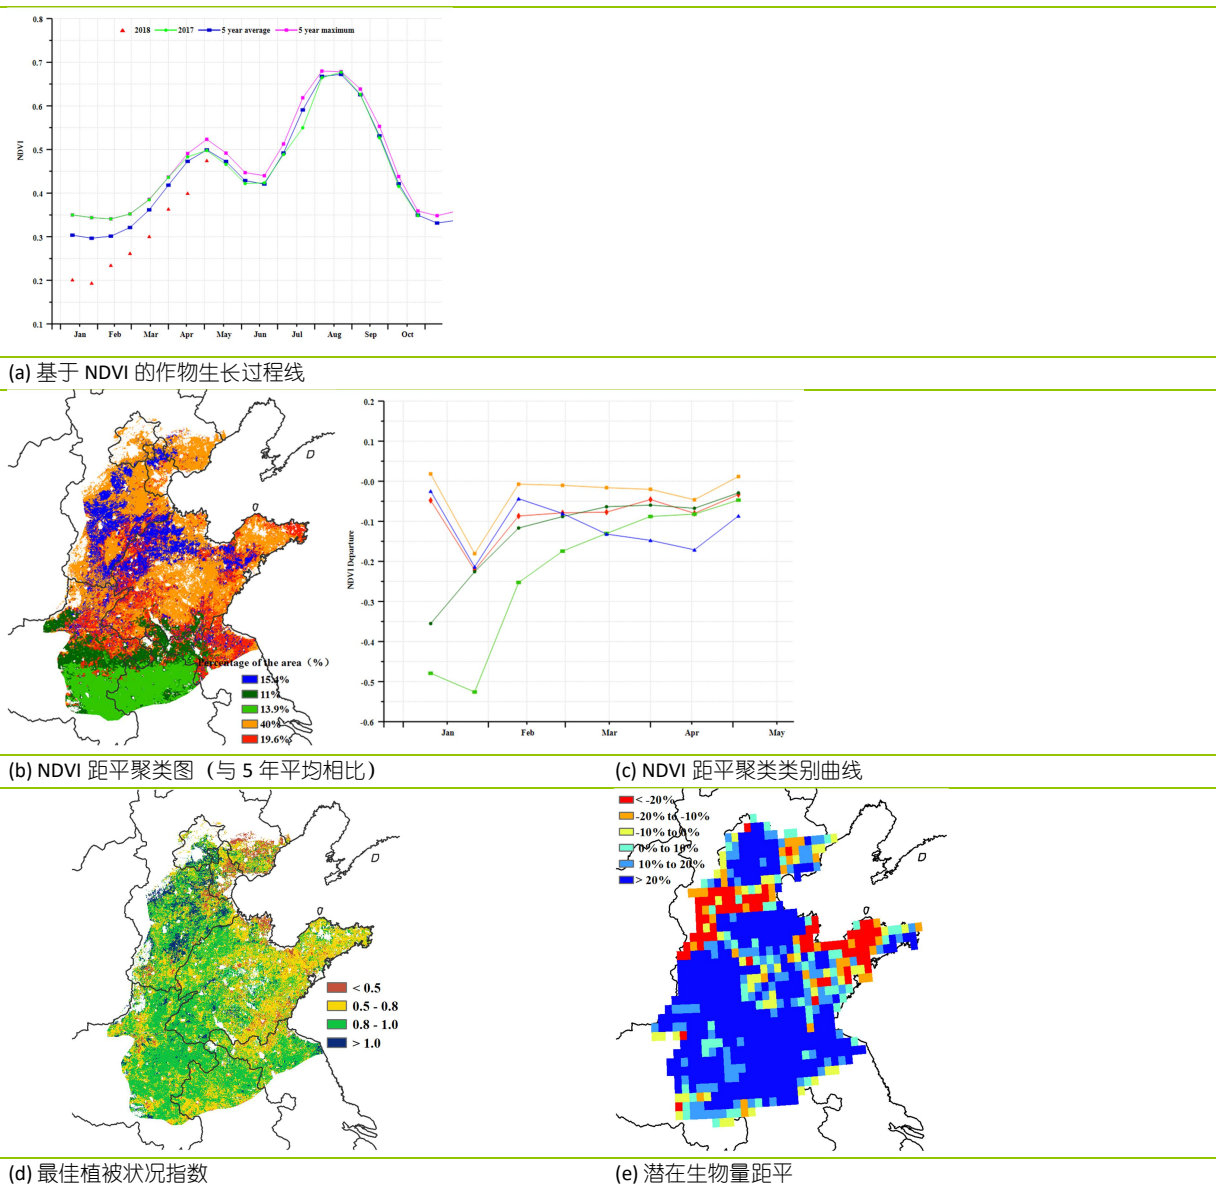 0.8
2018 2017 5 year average 5 year maximum
0.7
0.6
0.5
NDVI
0.4
0.3
0.2
0.1
Jan Feb Mar Apr May Jun Jul Aug Sep Oct
(a) 基于 NDVI 的作物生长过程线
Percentage of the area（%）
15.4%
11%
13.9%
40%
19.6%
0.2
0.1
-0.0
-0.1
NDVI Departure
-0.2
-0.3
-0.4
-0.5
-0.6
Jan Feb Mar Apr May
(b) NDVI 距平聚类图（与 5 年平均相比） (c) NDVI 距平聚类类别曲线
< 0.5
0.5 - 0.8
0.8 - 1.0
> 1.0
< -20%
-20% to -10%
-10% to 0%
0% to 10%
10% to 20%
> 20%
(d) 最佳植被状况指数 (e) 潜在生物量距平